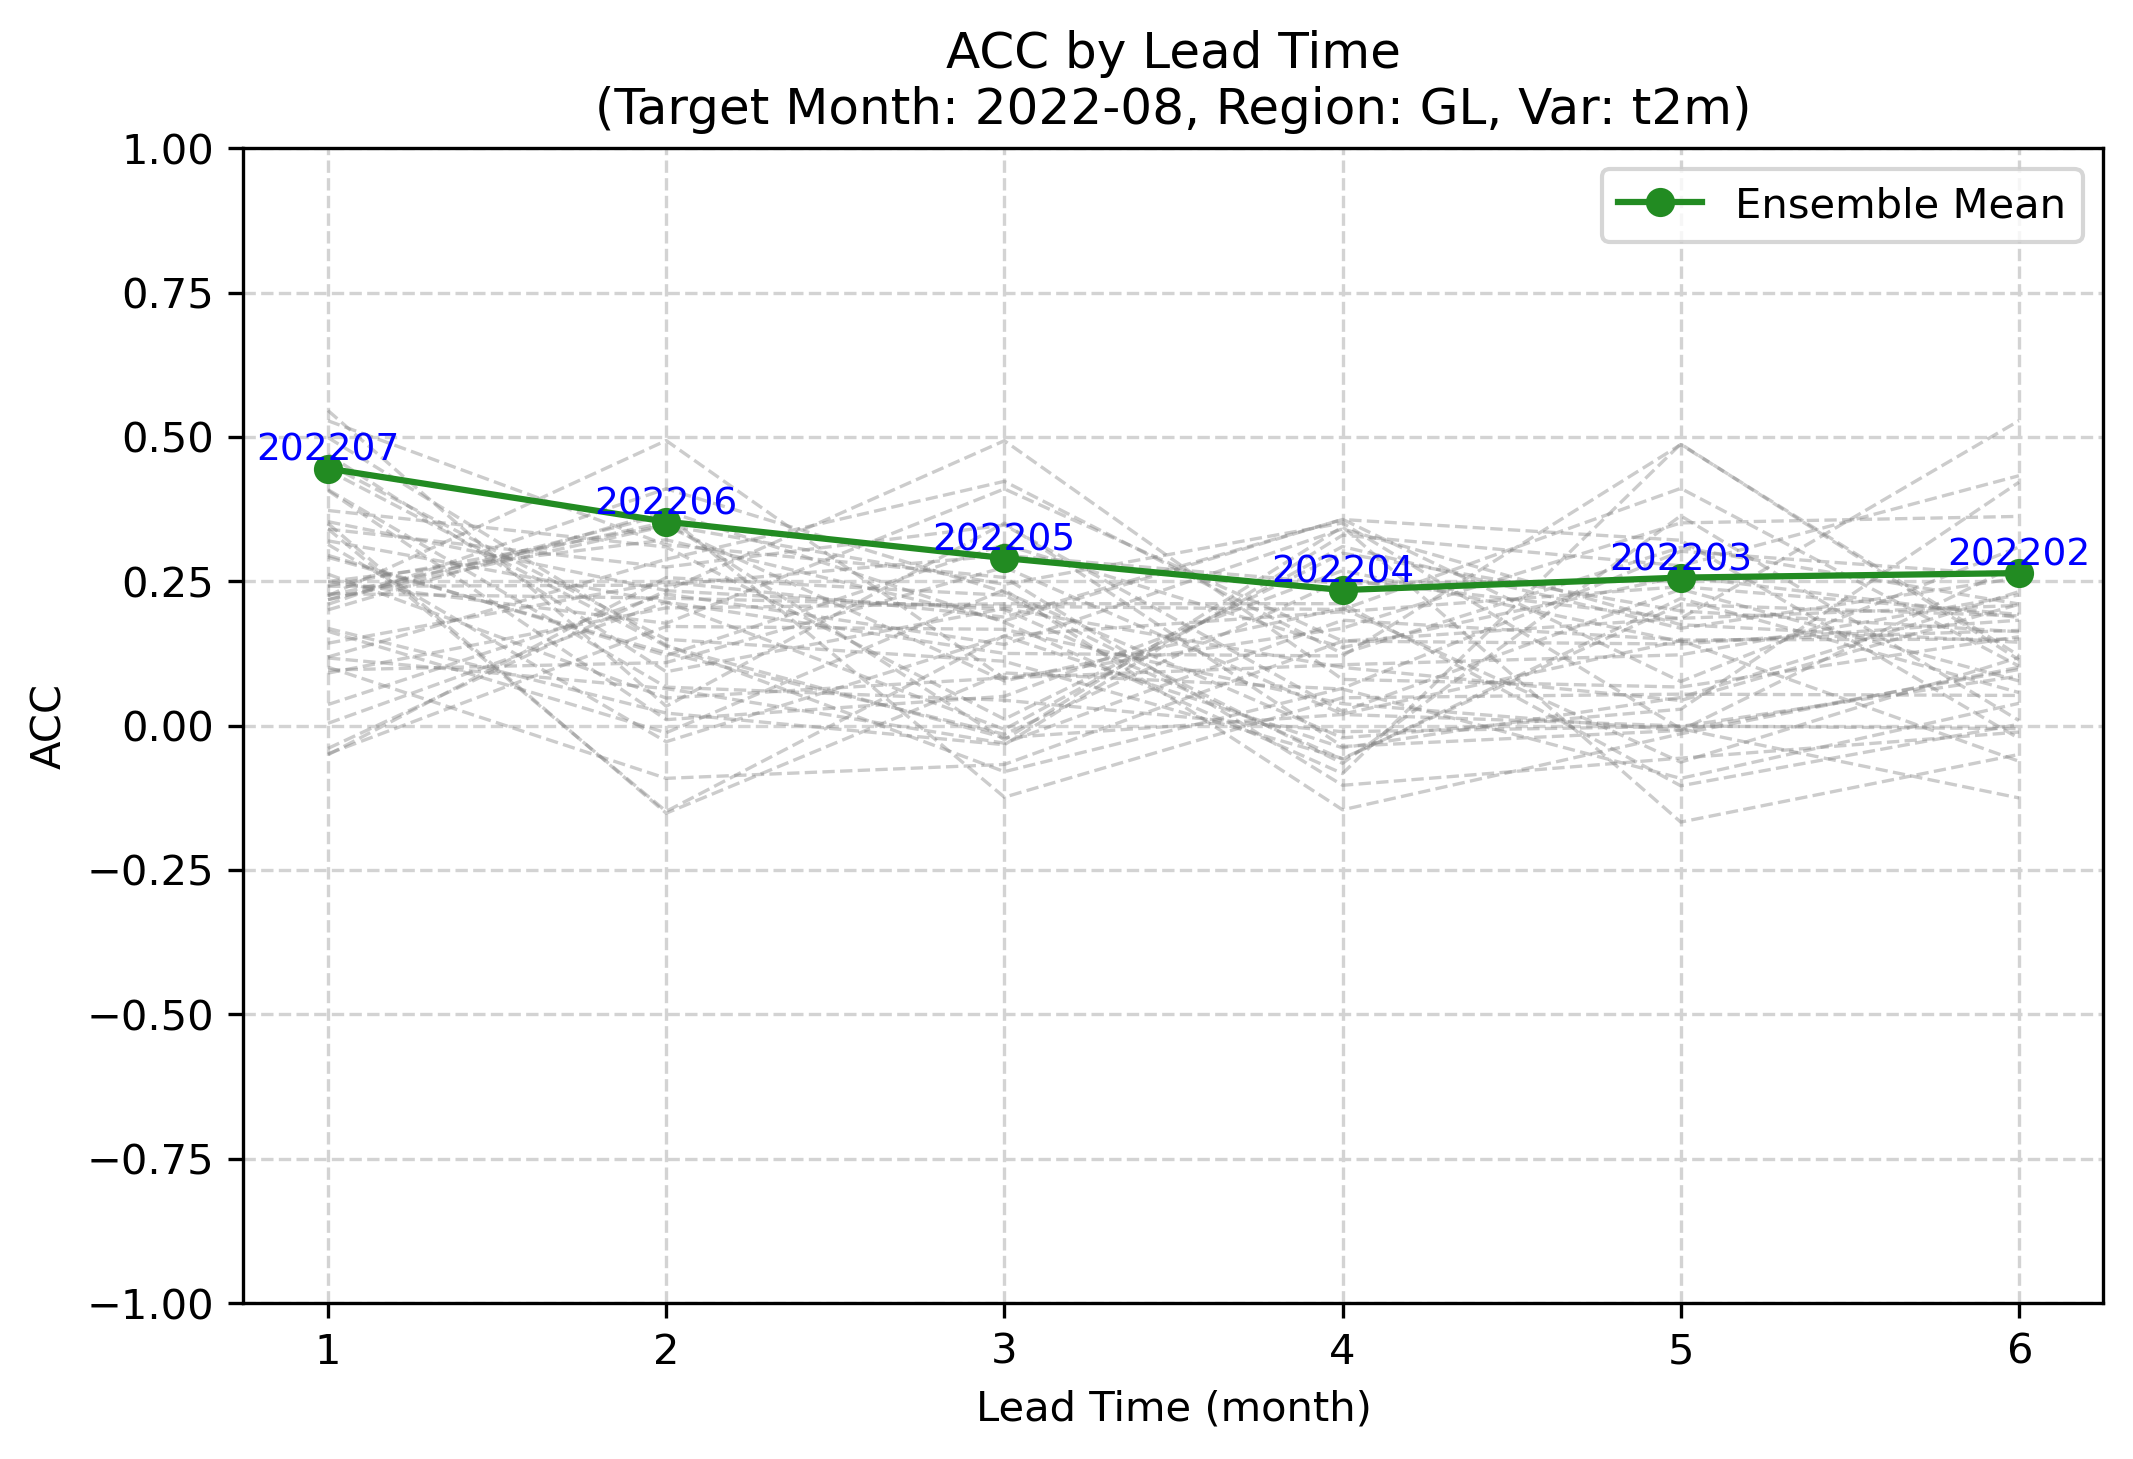 ACC by Lead Time
(Target Month: 2022-08, Region: GL, Var: t2m)
Ensemble Mean
ACC
1.00
0.75
0.50
0.25
0.00
−0.25
−0.50
−0.75
−1.00
202207
202206
202205
202204
202203
202202
1 2 3 4 5 6
Lead Time (month)